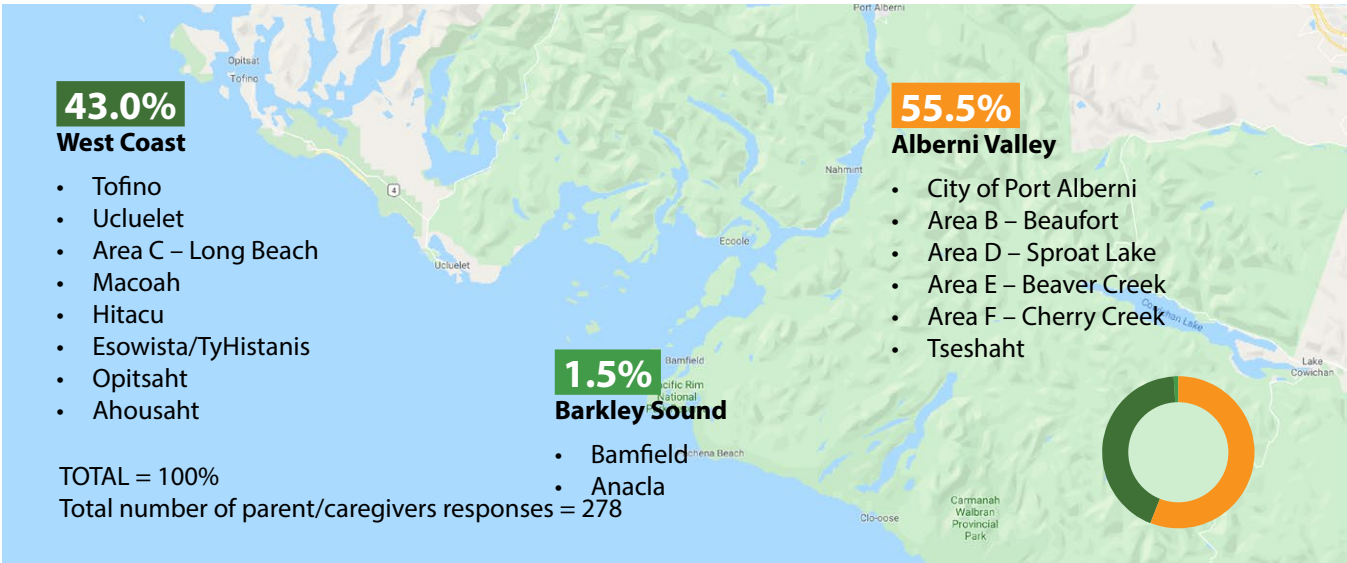 Port Alberni
Opitsat
Tofino
43.0%
West Coast
• Tofino
• Ucluelet
• Area C – Long Beach
• Macoah
• Hitacu
• Esowista/TyHistanis
• Opitsaht
• Ahousaht
TOTAL = 100%
Total number of parent/caregivers responses = 278
4
Ucluelet
Ecoole
Nahmint
1.5%
Barkley Sound
• Bamfield
• Anacla
Bamfield
National
Clo-oose
Carmanah
Walbran
Provincial
Park
55.5%
Alberni Valley
• City of Port Alberni
• Area B – Beaufort
• Area D – Sproat Lake
• Area E – Beaver Creek
• Area F – Cherry Creek
• Tseshaht
Lake
Cowichan